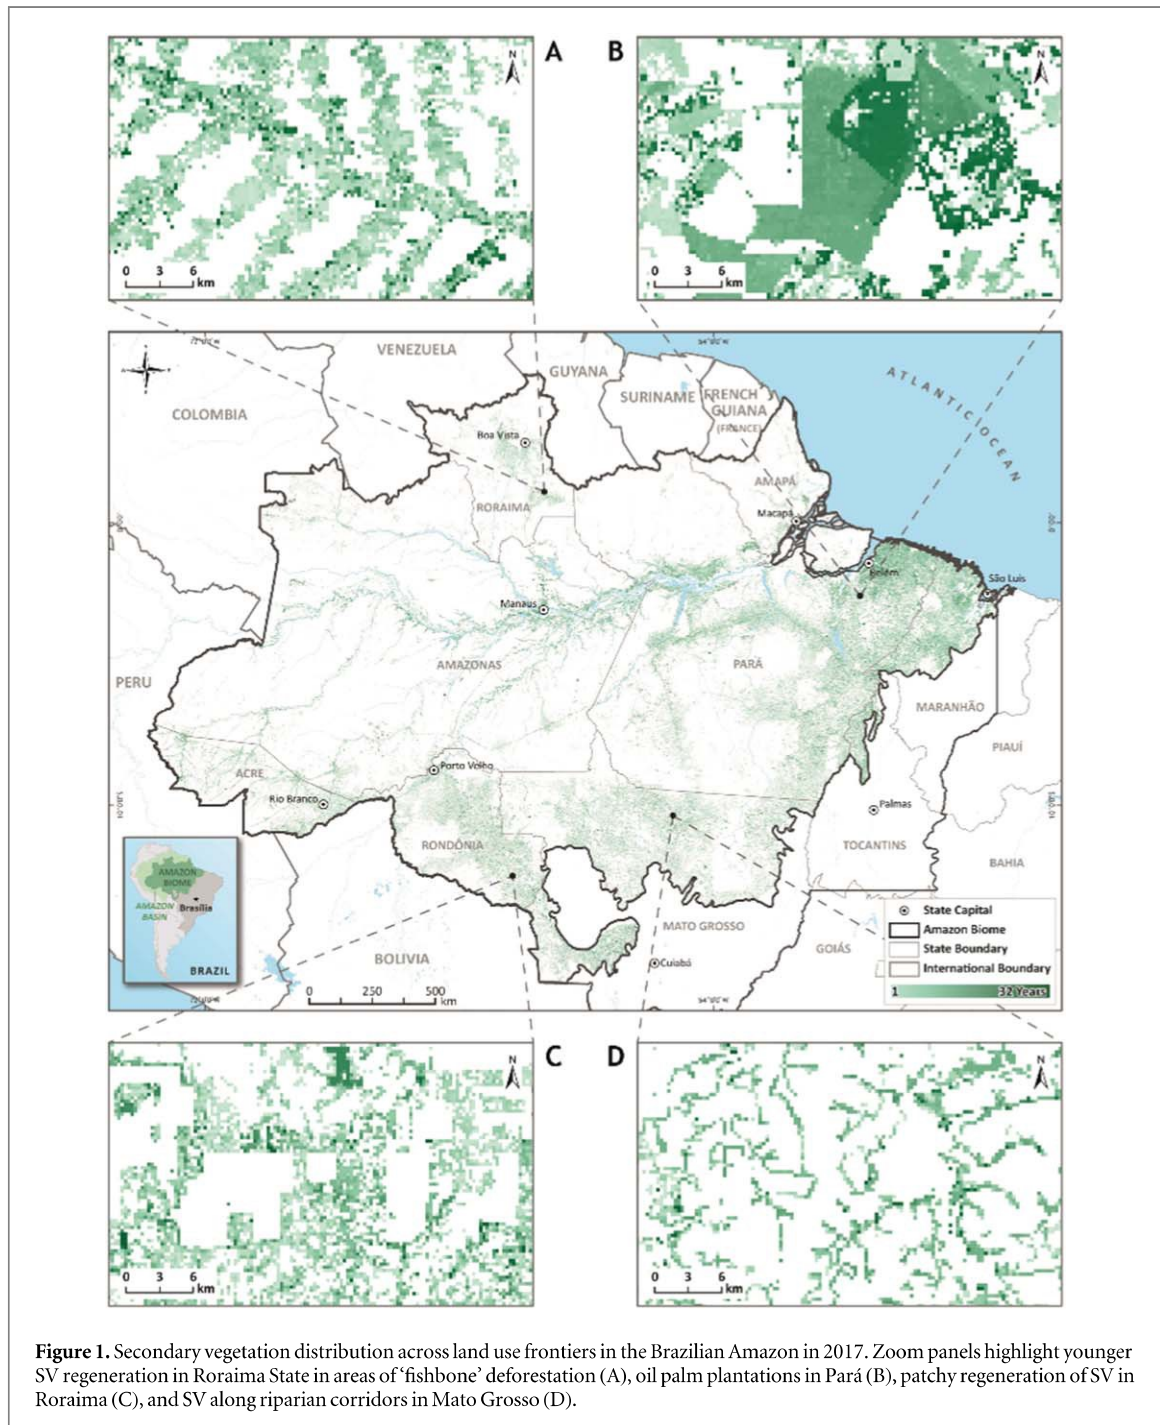 A
B
N
N
0 3 6
km
0 3 6
km
VENEZUELA
GUYANA
SURINAME
FRENCH
GUIANA
(FRANCE)
COLOMBIA
ATLANTIC OCEAN
Boa Vista
RORAIMA
AMAPÁ
Macapá
Belém
São Luis
Manaus
AMAZONAS
PARÁ
PERU
MARANHÃO
PIAUÍ
ACRE
Porto Velho
Rio Branco
Palmas
RONDÔNIA
TOCANTINS
BAHIA
AMAZON
BIOME
AMAZON
BASIN
Brasília
BRAZIL
BOLIVIA
MATO GROSSO
Cuiabá
GOIÁS
State Capital
Amazon Biome
State Boundary
International Boundary
1 32 Years
0 250 500
km
C
D
N
N
0 3 6
km
0 3 6
km
Figure 1. Secondary vegetation distribution across land use frontiers in the Brazilian Amazon in 2017. Zoom panels highlight younger
SV regeneration in Roraima State in areas of ‘fishbone’ deforestation (A), oil palm plantations in Pará (B), patchy regeneration of SV in
Roraima (C), and SV along riparian corridors in Mato Grosso (D).